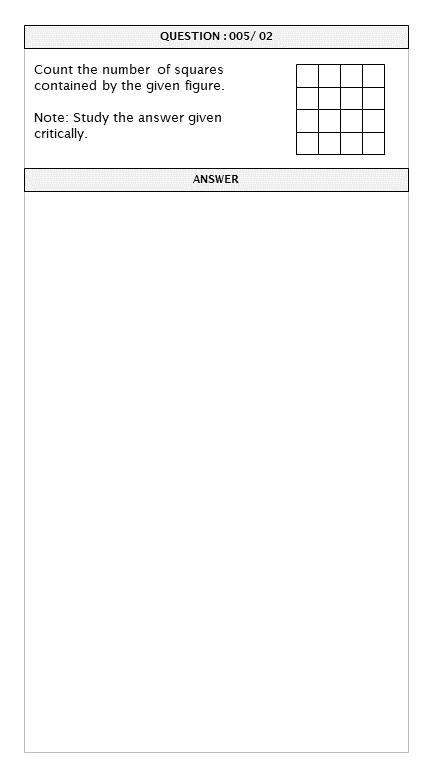 QUESTION : 005/ 02
Count the number of squares
contained by the given figure.
Note: Study the answer given
critically.
ANSWER